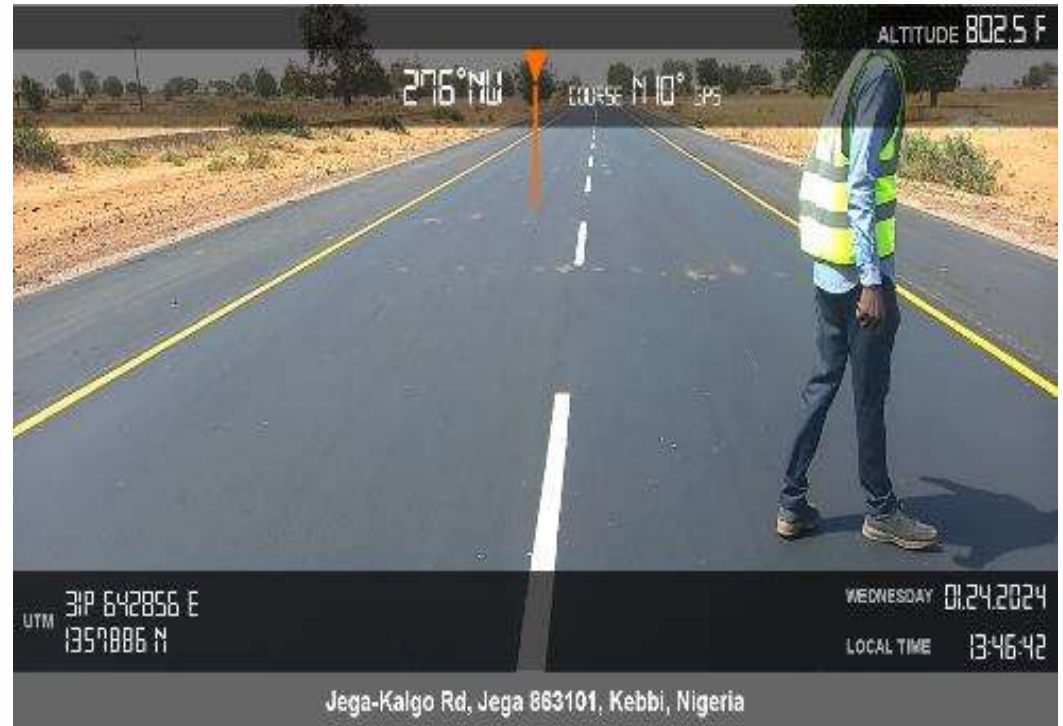 ALTITUDE 802.5 F
276°NW COURSE N 10° GPS
UTM 31P 642856 E
1357886 N
WEDNESDAY 01.24.2024
LOCAL TIME 13:46:42
Jega-Kalgo Rd, Jega 863101, Kebbi, Nigeria